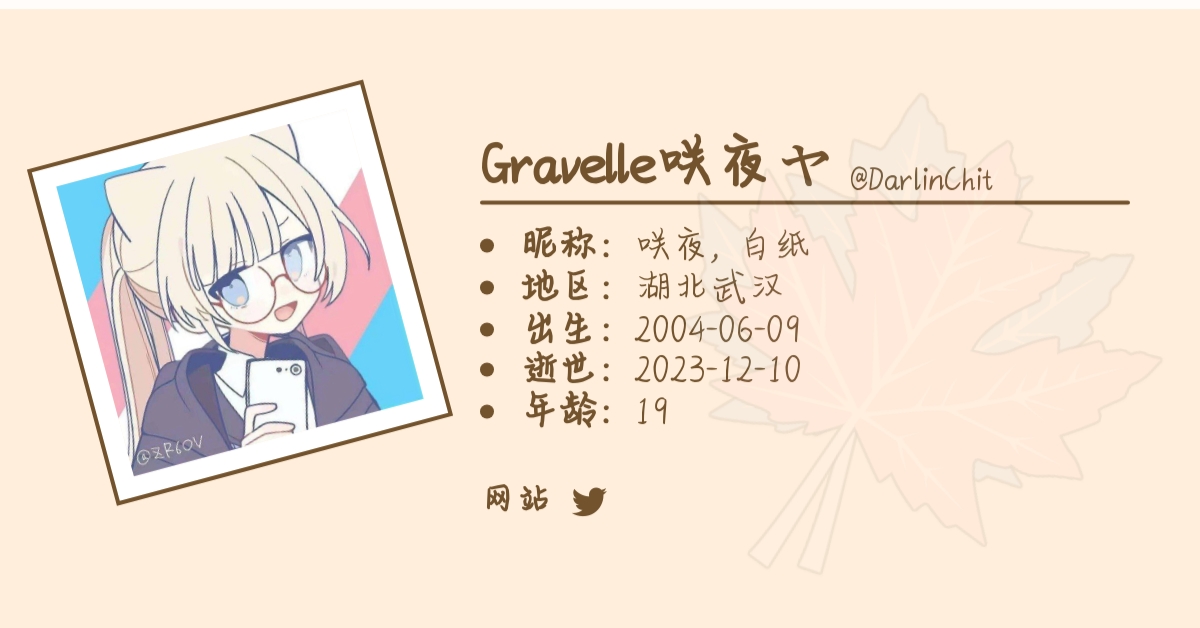 Gravelle咲夜ヤ @DarlinChit
昵称：咲夜，白纸
地区：湖北武汉
出生：2004-06-09
逝世：2023-12-10
年龄：19
网站
@ZR60V